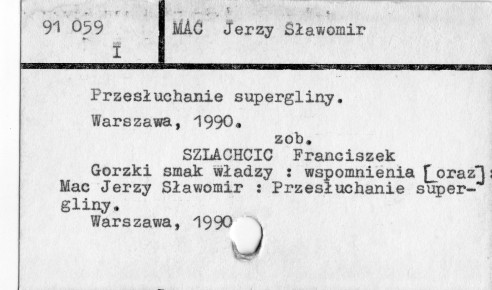 91 059
I
MAC Jerzy Sławomir
Przesłuchanie supergliny.
Warszawa, 1990.
zob.
SZLACHCIC Franciszek
Gorzki smak władzy : wspomnienia [oraz]:
Mac Jerzy Sławomir : Przesłuchanie super-
gliny.
Warszawa, 1990